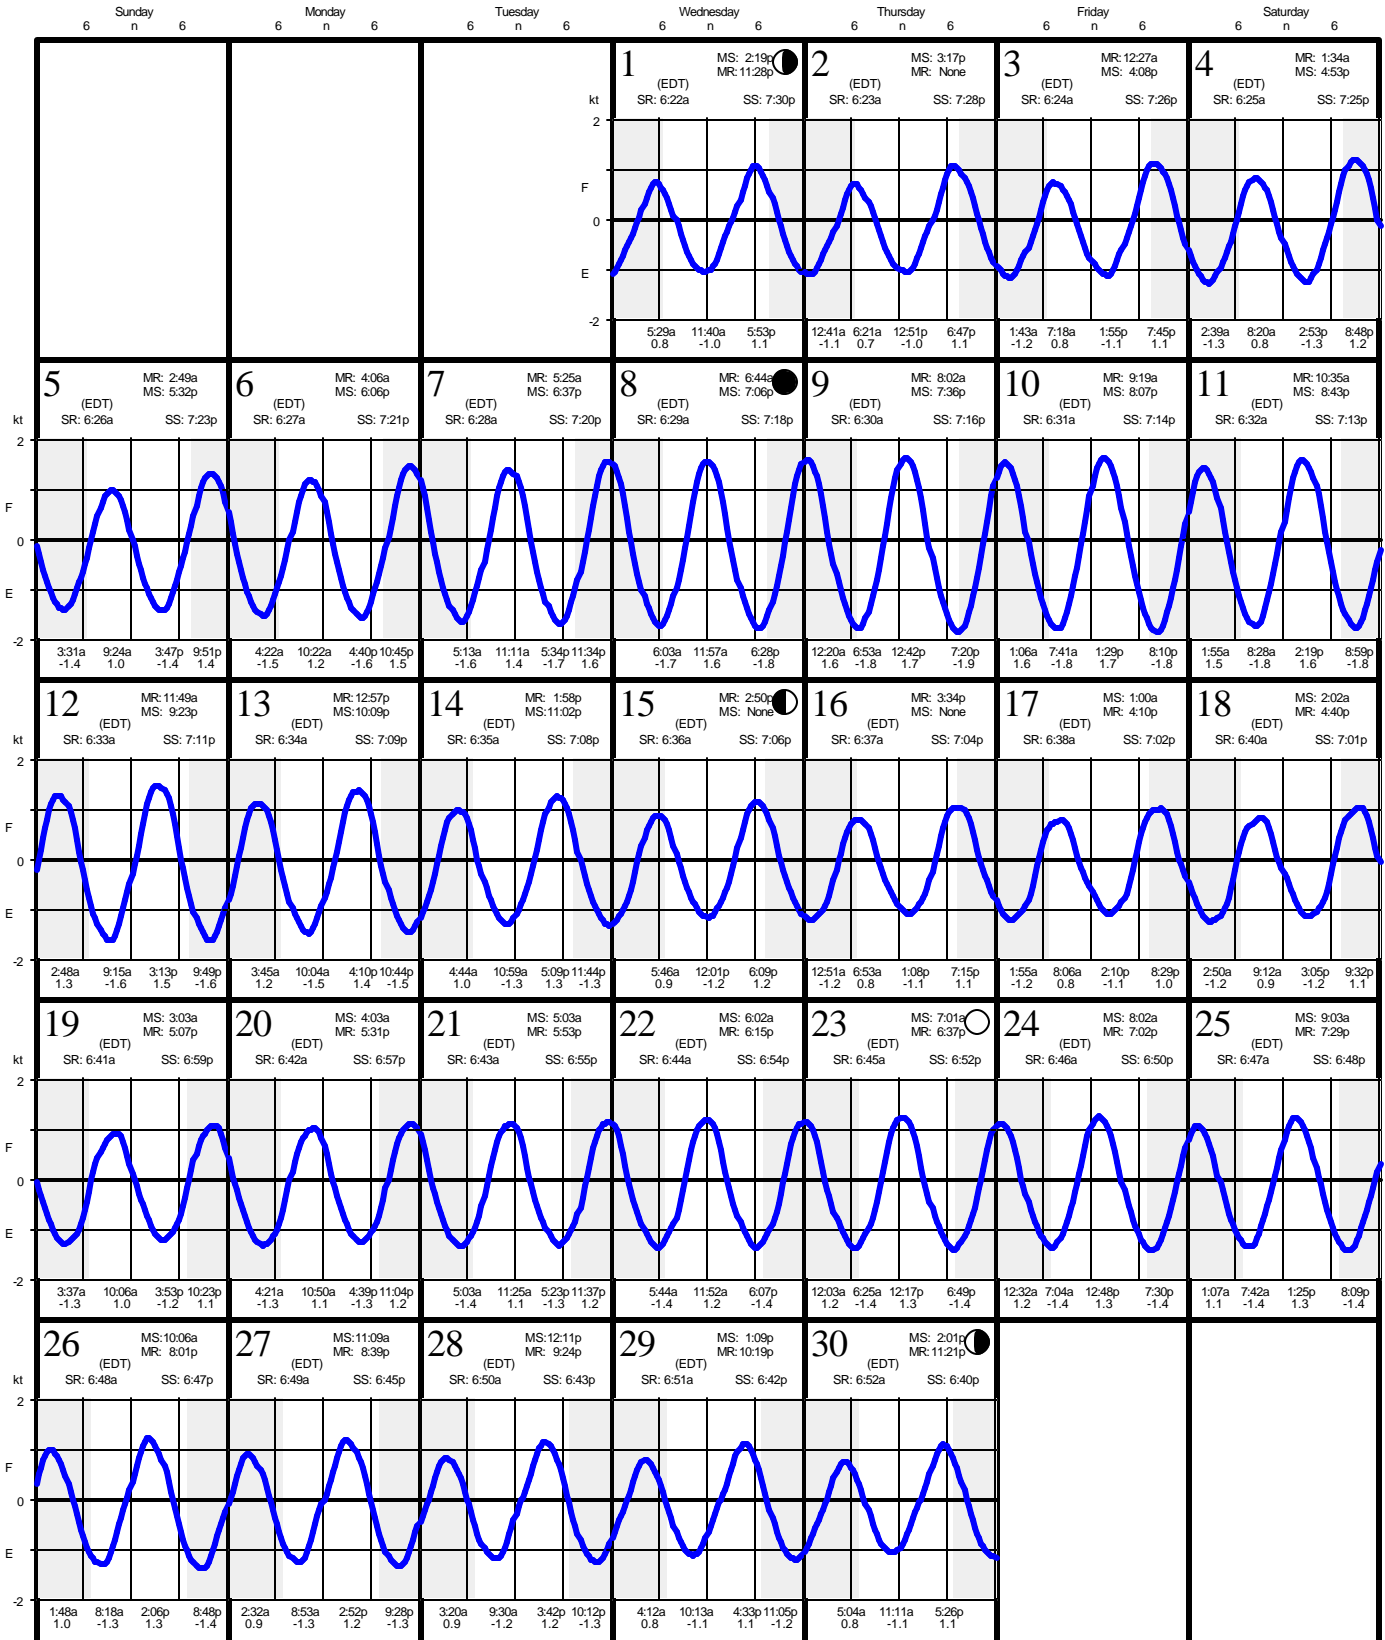 Sunday Monday Tuesday Wednesday Thursday Friday Saturday
6 n 6 6 n 6 6 n 6 6 n 6 6 n 6 6 n 6 6 n 6
1 MS: 2:19p
MR: 11:28p
(EDT)
SR: 6:22a SS: 7:30p
2 MS: 3:17p
MR: None
(EDT)
SR: 6:23a SS: 7:28p
3 MR: 12:27a
MS: 4:08p
(EDT)
SR: 6:24a SS: 7:26p
4 MR: 1:34a
MS: 4:53p
(EDT)
SR: 6:25a SS: 7:25p
kt
2
F
0
E
-2
5:29a 11:40a 5:53p
0.8 -1.0 1.1
12:41a 6:21a 12:51p 6:47p
-1.1 0.7 -1.0 1.1
1:43a 7:18a 1:55p 7:45p
-1.2 0.8 -1.1 1.1
2:39a 8:20a 2:53p 8:48p
-1.3 0.8 -1.3 1.2
5 MR: 2:49a
MS: 5:32p
(EDT)
SR: 6:26a SS: 7:23p
6 MR: 4:06a
MS: 6:06p
(EDT)
SR: 6:27a SS: 7:21p
7 MR: 5:25a
MS: 6:37p
(EDT)
SR: 6:28a SS: 7:20p
8 MR: 6:44a
MS: 7:06p
(EDT)
SR: 6:29a SS: 7:18p
9 MR: 8:02a
MS: 7:36p
(EDT)
SR: 6:30a SS: 7:16p
10 MR: 9:19a
MS: 8:07p
(EDT)
SR: 6:31a SS: 7:14p
11 MR: 10:35a
MS: 8:43p
(EDT)
SR: 6:32a SS: 7:13p
kt
2
F
0
E
-2
3:31a 9:24a 3:47p 9:51p
-1.4 1.0 -1.4 1.4
4:22a 10:22a 4:40p 10:45p
-1.5 1.2 -1.6 1.5
5:13a 11:11a 5:34p 11:34p
-1.6 1.4 -1.7 1.6
6:03a 11:57a 6:28p
-1.7 1.6 -1.8
12:20a 6:53a 12:42p 7:20p
1.6 -1.8 1.7 -1.9
1:06a 7:41a 1:29p 8:10p
1.6 -1.8 1.7 -1.8
1:55a 8:28a 2:19p 8:59p
1.5 -1.8 1.6 -1.8
12 MR: 11:49a
MS: 9:23p
(EDT)
SR: 6:33a SS: 7:11p
13 MR: 12:57p
MS: 10:09p
(EDT)
SR: 6:34a SS: 7:09p
14 MR: 1:58p
MS: 11:02p
(EDT)
SR: 6:35a SS: 7:08p
15 MR: 2:50p
MS: None
(EDT)
SR: 6:36a SS: 7:06p
16 MR: 3:34p
MS: None
(EDT)
SR: 6:37a SS: 7:04p
17 MS: 1:00a
MR: 4:10p
(EDT)
SR: 6:38a SS: 7:02p
18 MS: 2:02a
MR: 4:40p
(EDT)
SR: 6:40a SS: 7:01p
kt
2
F
0
E
-2
2:48a 9:15a 3:13p 9:49p
1.3 -1.6 1.5 -1.6
3:45a 10:04a 4:10p 10:44p
1.2 -1.5 1.4 -1.5
4:44a 10:59a 5:09p 11:44p
1.0 -1.3 1.3 -1.3
5:46a 12:01p 6:09p
0.9 -1.2 1.2
12:51a 6:53a 1:08p 7:15p
-1.2 0.8 -1.1 1.1
1:55a 8:06a 2:10p 8:29p
-1.2 0.8 -1.1 1.0
2:50a 9:12a 3:05p 9:32p
-1.2 0.9 -1.2 1.1
19 MS: 3:03a
MR: 5:07p
(EDT)
SR: 6:41a SS: 6:59p
20 MS: 4:03a
MR: 5:31p
(EDT)
SR: 6:42a SS: 6:57p
21 MS: 5:03a
MR: 5:53p
(EDT)
SR: 6:43a SS: 6:55p
22 MS: 6:02a
MR: 6:15p
(EDT)
SR: 6:44a SS: 6:54p
23 MS: 7:01a
MR: 6:37p
(EDT)
SR: 6:45a SS: 6:52p
24 MS: 8:02a
MR: 7:02p
(EDT)
SR: 6:46a SS: 6:50p
25 MS: 9:03a
MR: 7:29p
(EDT)
SR: 6:47a SS: 6:48p
kt
2
F
0
E
-2
3:37a 10:06a 3:53p 10:23p
-1.3 1.0 -1.2 1.1
4:21a 10:50a 4:39p 11:04p
-1.3 1.1 -1.3 1.2
5:03a 11:25a 5:23p 11:37p
-1.4 1.1 -1.3 1.2
5:44a 11:52a 6:07p
-1.4 1.2 -1.4
12:03a 6:25a 12:17p 6:49p
1.2 -1.4 1.3 -1.4
12:32a 7:04a 12:48p 7:30p
1.2 -1.4 1.3 -1.4
1:07a 7:42a 1:25p 8:09p
1.1 -1.4 1.3 -1.4
26 MS: 10:06a
MR: 8:01p
(EDT)
SR: 6:48a SS: 6:47p
27 MS: 11:09a
MR: 8:39p
(EDT)
SR: 6:49a SS: 6:45p
28 MS: 12:11p
MR: 9:24p
(EDT)
SR: 6:50a SS: 6:43p
29 MS: 1:09p
MR: 10:19p
(EDT)
SR: 6:51a SS: 6:42p
30 MS: 2:01p
MR: 11:21p
(EDT)
SR: 6:52a SS: 6:40p
kt
2
F
0
E
-2
1:48a 8:18a 2:06p 8:48p
1.0 -1.3 1.3 -1.4
2:32a 8:53a 2:52p 9:28p
0.9 -1.3 1.2 -1.3
3:20a 9:30a 3:42p 10:12p
0.9 -1.2 1.2 -1.3
4:12a 10:13a 4:33p 11:05p
0.8 -1.1 1.1 -1.2
5:04a 11:11a 5:26p
0.8 -1.1 1.1